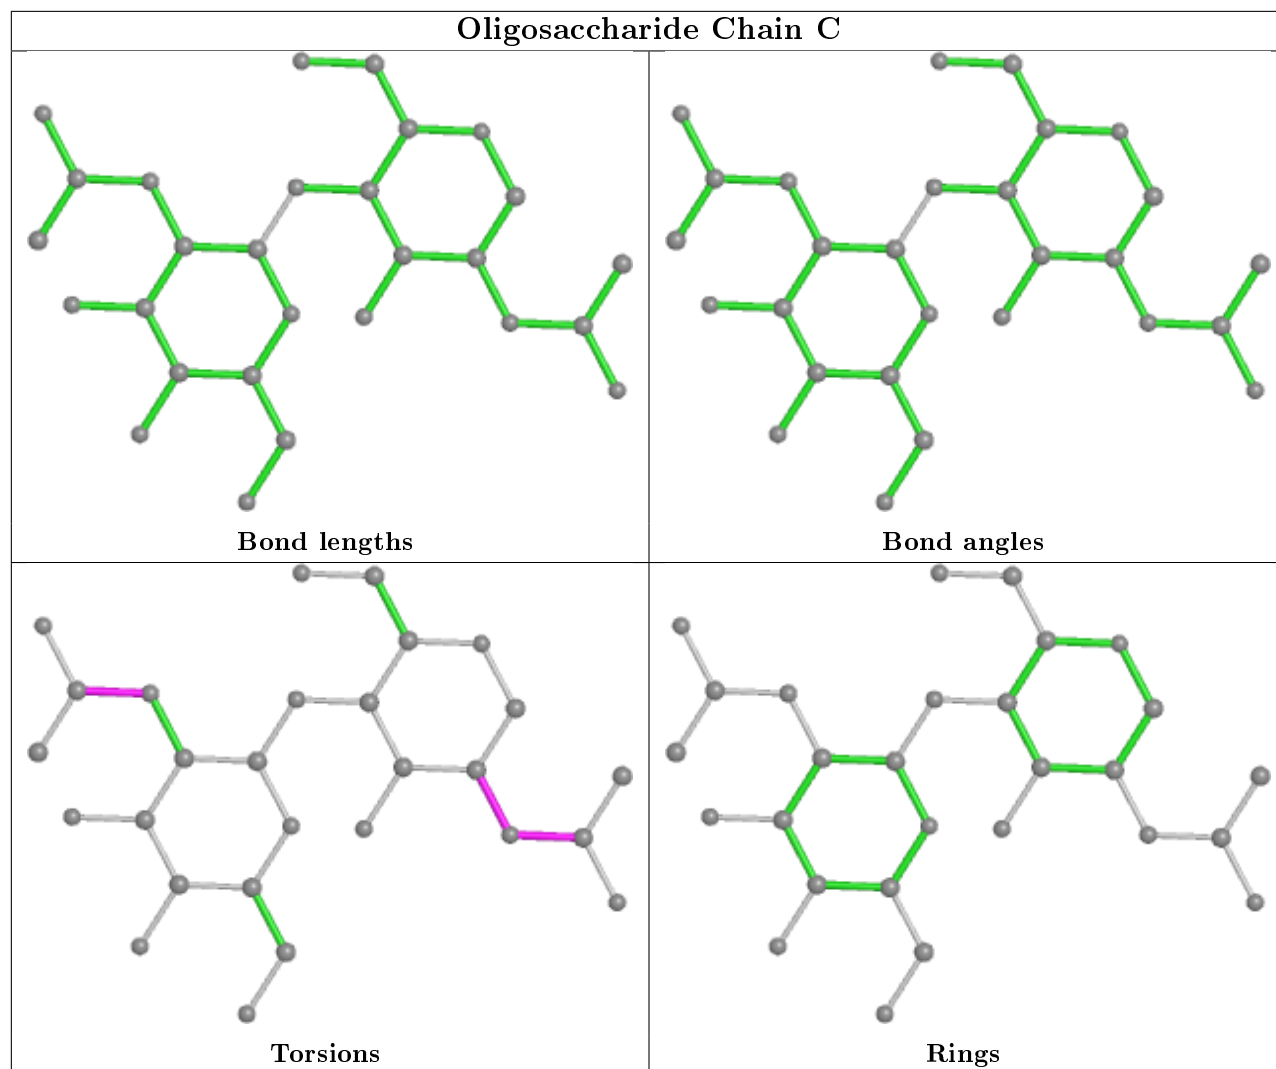 Oligosaccharide Chain C
Bond lengths
Bond angles
Torsions
Rings